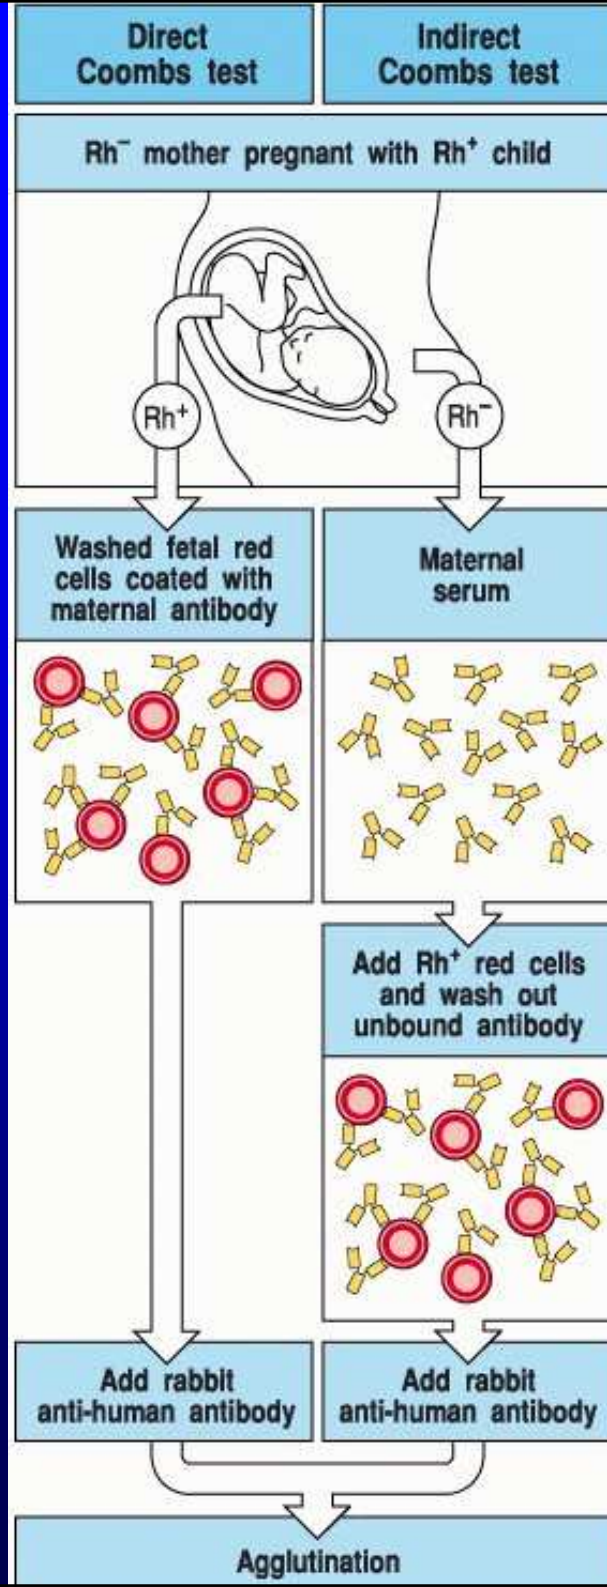 Direct
Coombs test
Indirect
Coombs test
Rh⁻ mother pregnant with Rh⁺ child
Rh⁺
Rh⁻
Washed fetal red
cells coated with
maternal antibody
Maternal
serum
Add Rh⁺ red cells
and wash out
unbound antibody
Add rabbit
anti-human antibody
Add rabbit
anti-human antibody
Agglutination